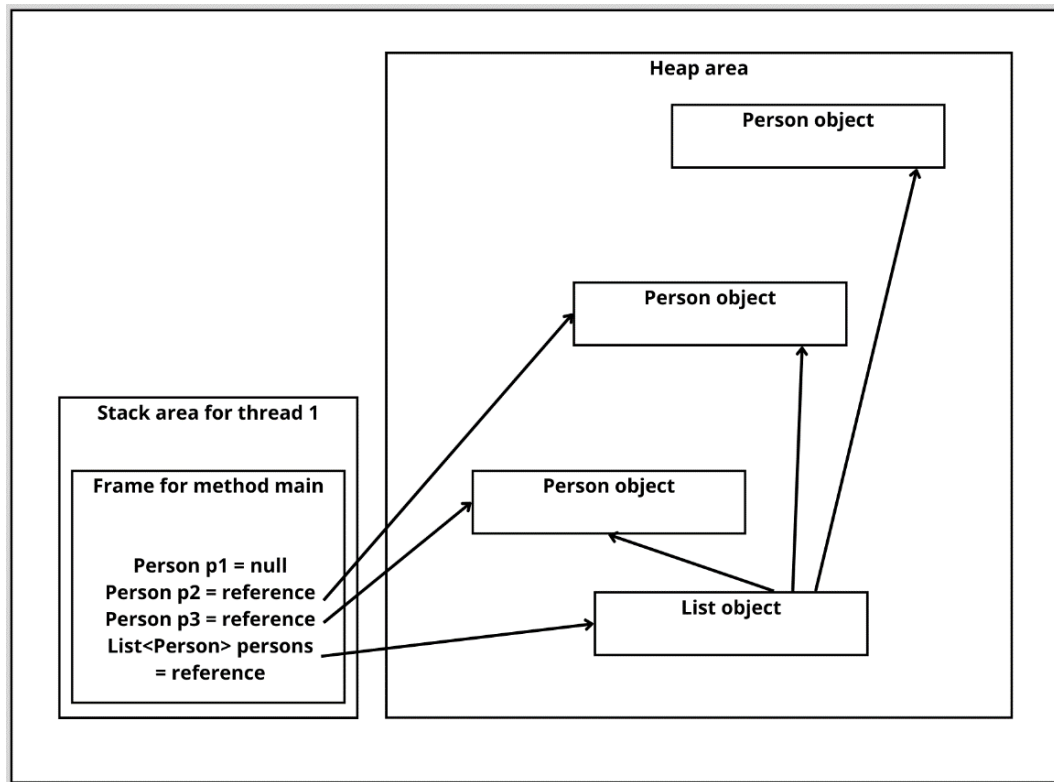 Heap area
Person object
Person object
Stack area for thread 1
Frame for method main
Person object
Person p1 = null
Person p2 = reference
Person p3 = reference
List<Person> persons
= reference
List object